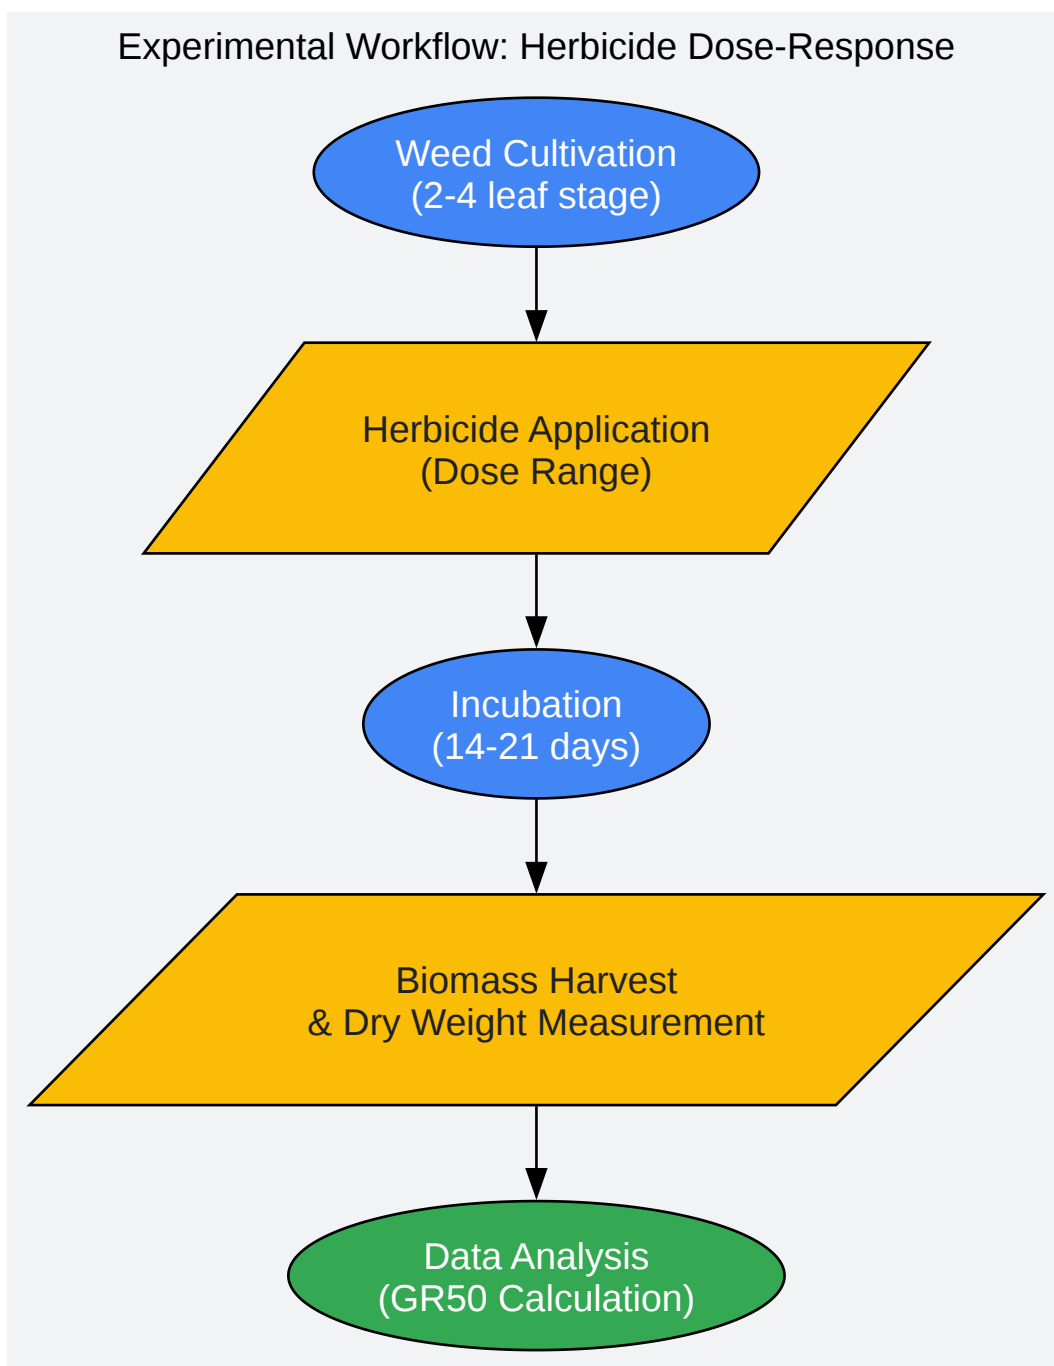 Experimental Workflow: Herbicide Dose-Response
Weed Cultivation
(2-4 leaf stage)
Herbicide Application
(Dose Range)
Incubation
(14-21 days)
Biomass Harvest
& Dry Weight Measurement
Data Analysis
(GR50 Calculation)